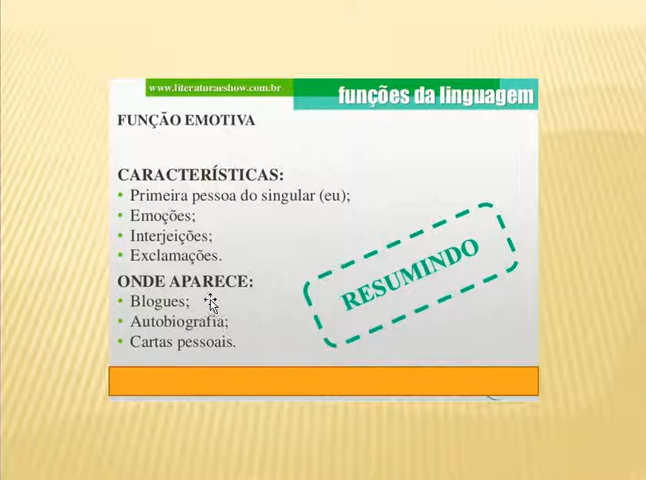 www.literaturaeshow.com.br
funções da linguagem
FUNÇÃO EMOTIVA
CARACTERÍSTICAS:
• Primeira pessoa do singular (eu);
• Emoções;
• Interjeições;
• Exclamações.
ONDE APARECE:
• Blogues;
• Autobiografia;
• Cartas pessoais.
RESUMINDO